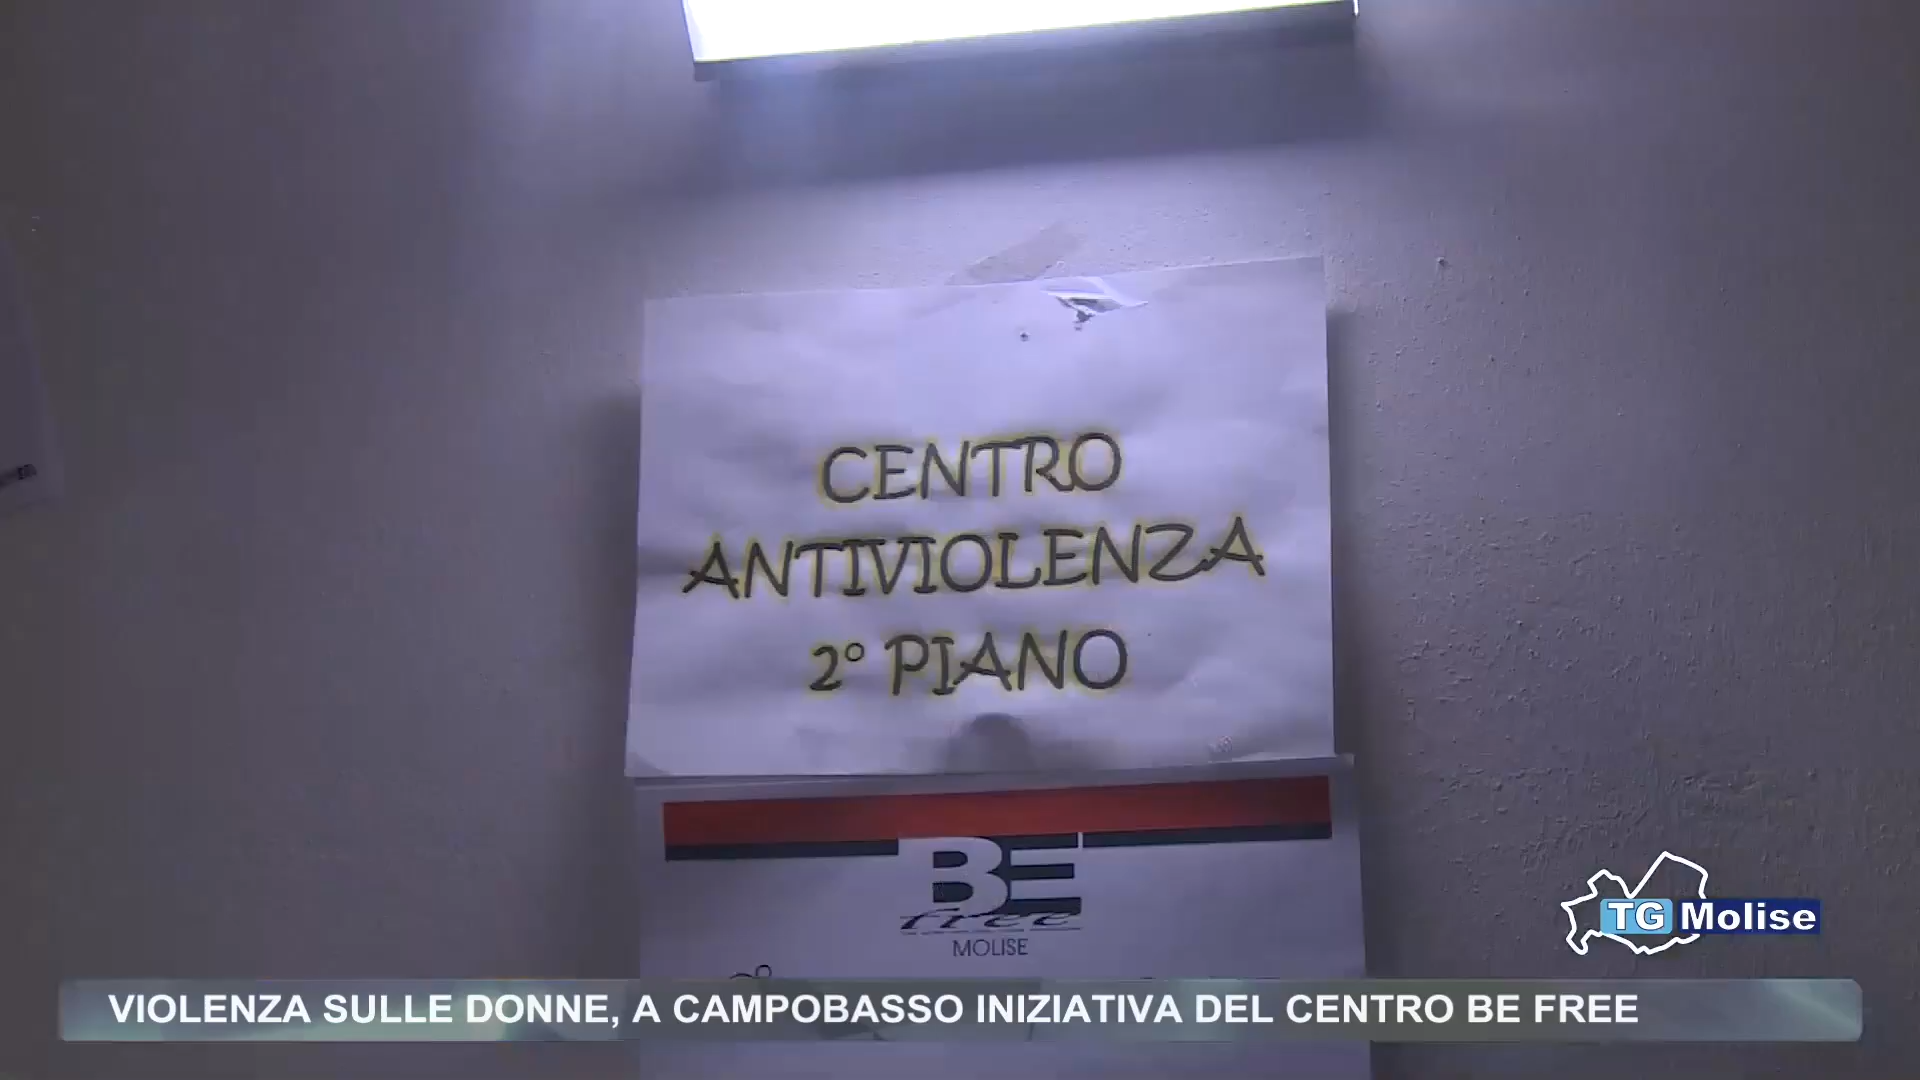 CENTRO
ANTIVIOLENZA
2° PIANO
BE
free
MOLISE
TG Molise
VIOLENZA SULLE DONNE, A CAMPOBASSO INIZIATIVA DEL CENTRO BE FREE